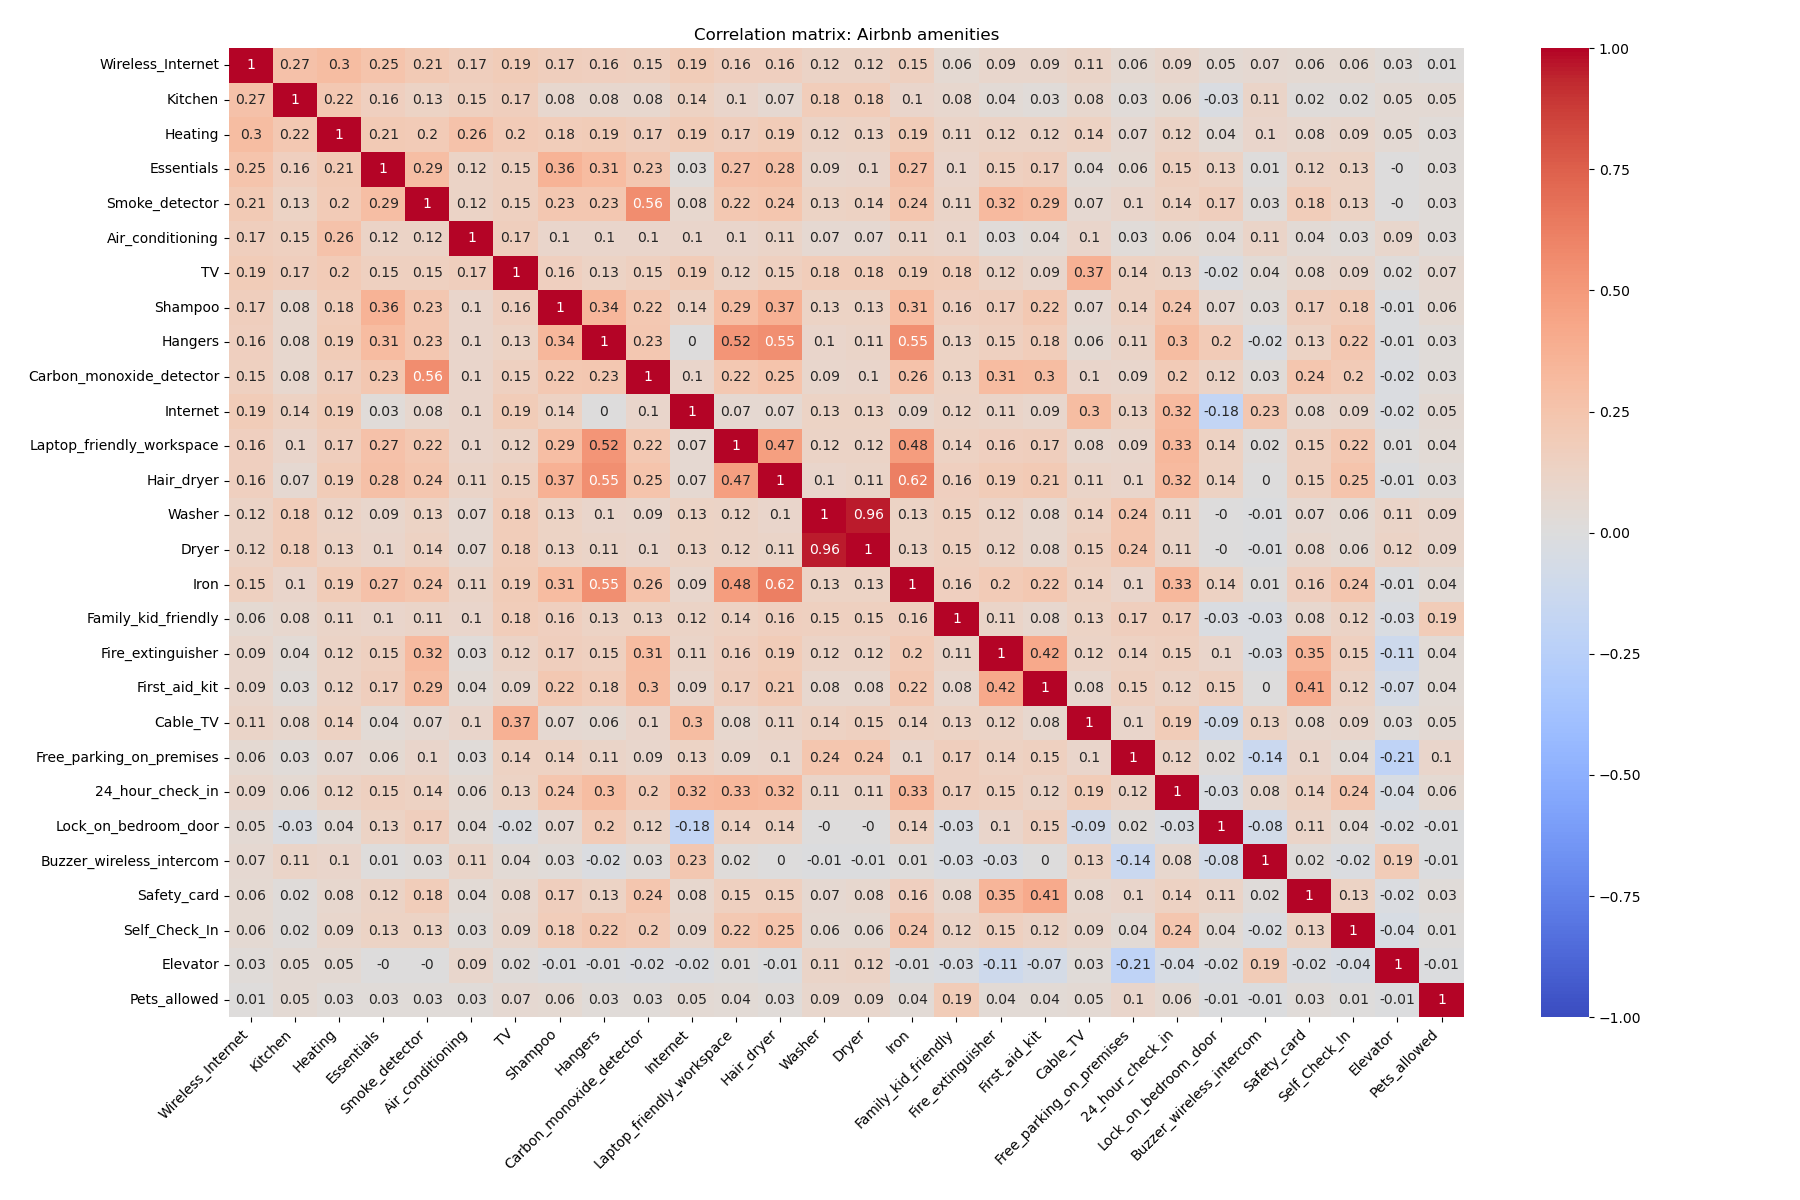 Correlation matrix: Airbnb amenities
Wireless_Internet 1 0.27 0.3 0.25 0.21 0.17 0.19 0.17 0.16 0.15 0.19 0.16 0.16 0.12 0.12 0.15 0.06 0.09 0.09 0.11 0.06 0.09 0.05 0.07 0.06 0.06 0.03 0.01
Kitchen 0.27 1 0.22 0.16 0.13 0.15 0.17 0.08 0.08 0.08 0.14 0.1 0.07 0.18 0.18 0.1 0.08 0.04 0.03 0.08 0.03 0.06 -0.03 0.11 0.02 0.02 0.05 0.05
Heating 0.3 0.22 1 0.21 0.2 0.26 0.2 0.18 0.19 0.17 0.19 0.17 0.19 0.12 0.13 0.19 0.11 0.12 0.12 0.14 0.07 0.12 0.04 0.1 0.08 0.09 0.05 0.03
Essentials 0.25 0.16 0.21 1 0.29 0.12 0.15 0.36 0.31 0.23 0.03 0.27 0.28 0.09 0.1 0.27 0.1 0.15 0.17 0.04 0.06 0.15 0.13 0.01 0.12 0.13 -0 0.03
Smoke_detector 0.21 0.13 0.2 0.29 1 0.12 0.15 0.23 0.23 0.56 0.08 0.22 0.24 0.13 0.14 0.24 0.11 0.32 0.29 0.07 0.1 0.14 0.17 0.03 0.18 0.13 -0 0.03
Air_conditioning 0.17 0.15 0.26 0.12 0.12 1 0.17 0.1 0.1 0.1 0.1 0.1 0.11 0.07 0.07 0.11 0.1 0.03 0.04 0.1 0.03 0.06 0.04 0.11 0.04 0.03 0.09 0.03
TV 0.19 0.17 0.2 0.15 0.15 0.17 1 0.16 0.13 0.15 0.19 0.12 0.15 0.18 0.18 0.19 0.18 0.12 0.09 0.37 0.14 0.13 -0.02 0.04 0.08 0.09 0.02 0.07
Shampoo 0.17 0.08 0.18 0.36 0.23 0.1 0.16 1 0.34 0.22 0.14 0.29 0.37 0.13 0.13 0.31 0.16 0.17 0.22 0.07 0.14 0.24 0.07 0.03 0.17 0.18 -0.01 0.06
Hangers 0.16 0.08 0.19 0.31 0.23 0.1 0.13 0.34 1 0.23 0 0.52 0.55 0.1 0.11 0.55 0.13 0.15 0.18 0.06 0.11 0.3 0.2 -0.02 0.13 0.22 -0.01 0.03
Carbon_monoxide_detector 0.15 0.08 0.17 0.23 0.56 0.1 0.15 0.22 0.23 1 0.1 0.22 0.25 0.09 0.1 0.26 0.13 0.31 0.3 0.1 0.09 0.2 0.12 0.03 0.24 0.2 -0.02 0.03
Internet 0.19 0.14 0.19 0.03 0.08 0.1 0.19 0.14 0 0.1 1 0.07 0.07 0.13 0.13 0.09 0.12 0.11 0.09 0.3 0.13 0.32 -0.18 0.23 0.08 0.09 -0.02 0.05
Laptop_friendly_workspace 0.16 0.1 0.17 0.27 0.22 0.1 0.12 0.29 0.52 0.22 0.07 1 0.47 0.12 0.12 0.48 0.14 0.16 0.17 0.08 0.09 0.33 0.14 0.02 0.15 0.22 0.01 0.04
Hair_dryer 0.16 0.07 0.19 0.28 0.24 0.11 0.15 0.37 0.55 0.25 0.07 0.47 1 0.1 0.11 0.62 0.16 0.19 0.21 0.11 0.1 0.32 0.14 0 0.15 0.25 -0.01 0.03
Washer 0.12 0.18 0.12 0.09 0.13 0.07 0.18 0.13 0.1 0.09 0.13 0.12 0.1 1 0.96 0.13 0.15 0.12 0.08 0.14 0.24 0.11 -0 -0.01 0.07 0.06 0.11 0.09
Dryer 0.12 0.18 0.13 0.1 0.14 0.07 0.18 0.13 0.11 0.1 0.13 0.12 0.11 0.96 1 0.13 0.15 0.12 0.08 0.15 0.24 0.11 -0 -0.01 0.08 0.06 0.12 0.09
Iron 0.15 0.1 0.19 0.27 0.24 0.11 0.19 0.31 0.55 0.26 0.09 0.48 0.62 0.13 0.13 1 0.16 0.2 0.22 0.14 0.1 0.33 0.14 0.01 0.16 0.24 -0.01 0.04
Family_kid_friendly 0.06 0.08 0.11 0.1 0.11 0.1 0.18 0.16 0.13 0.13 0.12 0.14 0.16 0.15 0.15 0.16 1 0.11 0.08 0.13 0.17 0.17 -0.03 -0.03 0.08 0.12 -0.03 0.19
Fire_extinguisher 0.09 0.04 0.12 0.15 0.32 0.03 0.12 0.17 0.15 0.31 0.11 0.16 0.19 0.12 0.12 0.2 0.11 1 0.42 0.12 0.14 0.15 0.1 -0.03 0.35 0.15 -0.11 0.04
First_aid_kit 0.09 0.03 0.12 0.17 0.29 0.04 0.09 0.22 0.18 0.3 0.09 0.17 0.21 0.08 0.08 0.22 0.08 0.42 1 0.08 0.15 0.12 0.15 0 0.41 0.12 -0.07 0.04
Cable_TV 0.11 0.08 0.14 0.04 0.07 0.1 0.37 0.07 0.06 0.1 0.3 0.08 0.11 0.14 0.15 0.14 0.13 0.12 0.08 1 0.1 0.19 -0.09 0.13 0.08 0.09 0.03 0.05
Free_parking_on_premises 0.06 0.03 0.07 0.06 0.1 0.03 0.14 0.14 0.11 0.09 0.13 0.09 0.1 0.24 0.24 0.1 0.17 0.14 0.15 0.1 1 0.12 0.02 -0.14 0.1 0.04 -0.21 0.1
24_hour_check_in 0.09 0.06 0.12 0.15 0.14 0.06 0.13 0.24 0.3 0.2 0.32 0.33 0.32 0.11 0.11 0.33 0.17 0.15 0.12 0.19 0.12 1 -0.03 0.08 0.14 0.24 -0.04 0.06
Lock_on_bedroom_door 0.05 -0.03 0.04 0.13 0.17 0.04 -0.02 0.07 0.2 0.12 -0.18 0.14 0.14 -0 -0 0.14 -0.03 0.1 0.15 -0.09 0.02 -0.03 1 -0.08 0.11 0.04 -0.02 -0.01
Buzzer_wireless_intercom 0.07 0.11 0.1 0.01 0.03 0.11 0.04 0.03 -0.02 0.03 0.23 0.02 0 -0.01 -0.01 0.01 -0.03 -0.03 0 0.13 -0.14 0.08 -0.08 1 0.02 -0.02 0.19 -0.01
Safety_card 0.06 0.02 0.08 0.12 0.18 0.04 0.08 0.17 0.13 0.24 0.08 0.15 0.15 0.07 0.08 0.16 0.08 0.35 0.41 0.08 0.1 0.14 0.11 0.02 1 0.13 -0.02 0.03
Self_Check_In 0.06 0.02 0.09 0.13 0.13 0.03 0.09 0.18 0.22 0.2 0.09 0.22 0.25 0.06 0.06 0.24 0.12 0.15 0.12 0.09 0.04 0.24 0.04 -0.02 0.13 1 -0.04 0.01
Elevator 0.03 0.05 0.05 -0 -0 0.09 0.02 -0.01 -0.01 -0.02 -0.02 0.01 -0.01 0.11 0.12 -0.01 -0.03 -0.11 -0.07 0.03 -0.21 -0.04 -0.02 0.19 -0.02 -0.04 1 -0.01
Pets_allowed 0.01 0.05 0.03 0.03 0.03 0.03 0.07 0.06 0.03 0.03 0.05 0.04 0.03 0.09 0.09 0.04 0.19 0.04 0.04 0.05 0.1 0.06 -0.01 -0.01 0.03 0.01 -0.01 1
Wireless_Internet
Kitchen
Heating
Essentials
Smoke_detector
Air_conditioning
TV
Shampoo
Hangers
Carbon_monoxide_detector
Internet
Laptop_friendly_workspace
Hair_dryer
Washer
Dryer
Iron
Family_kid_friendly
Fire_extinguisher
First_aid_kit
Cable_TV
Free_parking_on_premises
24_hour_check_in
Lock_on_bedroom_door
Buzzer_wireless_intercom
Safety_card
Self_Check_In
Elevator
Pets_allowed
1.00
0.75
0.50
0.25
0.00
−0.25
−0.50
−0.75
−1.00